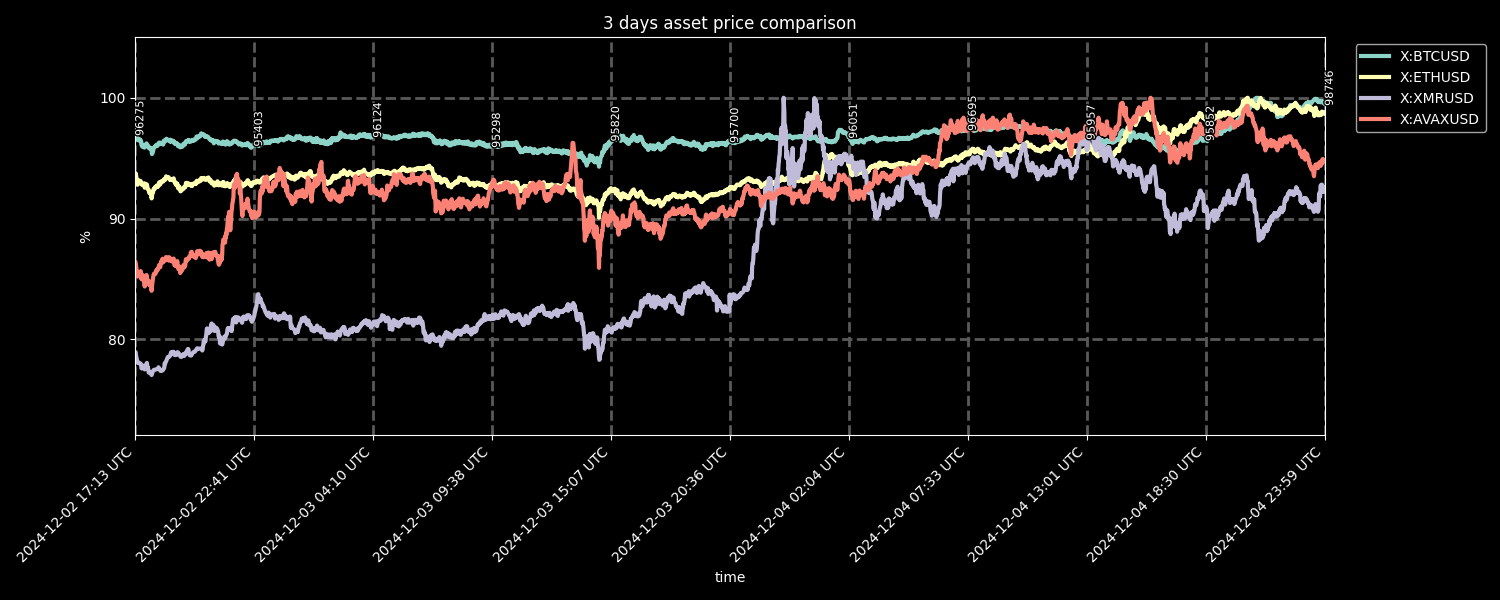 3 days asset price comparison
X:BTCUSD
X:ETHUSD
X:XMRUSD
X:AVAXUSD
100
90
80
%
96275
95403
96124
95298
95820
95700
96051
96695
95957
95852
98746
2024-12-02 17:13 UTC
2024-12-02 22:41 UTC
2024-12-03 04:10 UTC
2024-12-03 09:38 UTC
2024-12-03 15:07 UTC
2024-12-03 20:36 UTC
2024-12-04 02:04 UTC
2024-12-04 07:33 UTC
2024-12-04 13:01 UTC
2024-12-04 18:30 UTC
2024-12-04 23:59 UTC
time